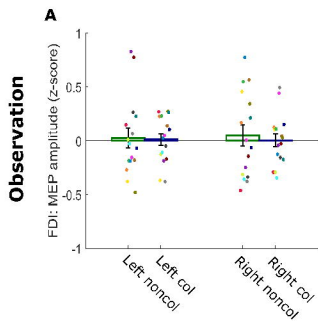 A
Observation
FDI: MEP amplitude (z-score)
1
0.5
0
-0.5
-1
Left noncol
Left col
Right noncol
Right col